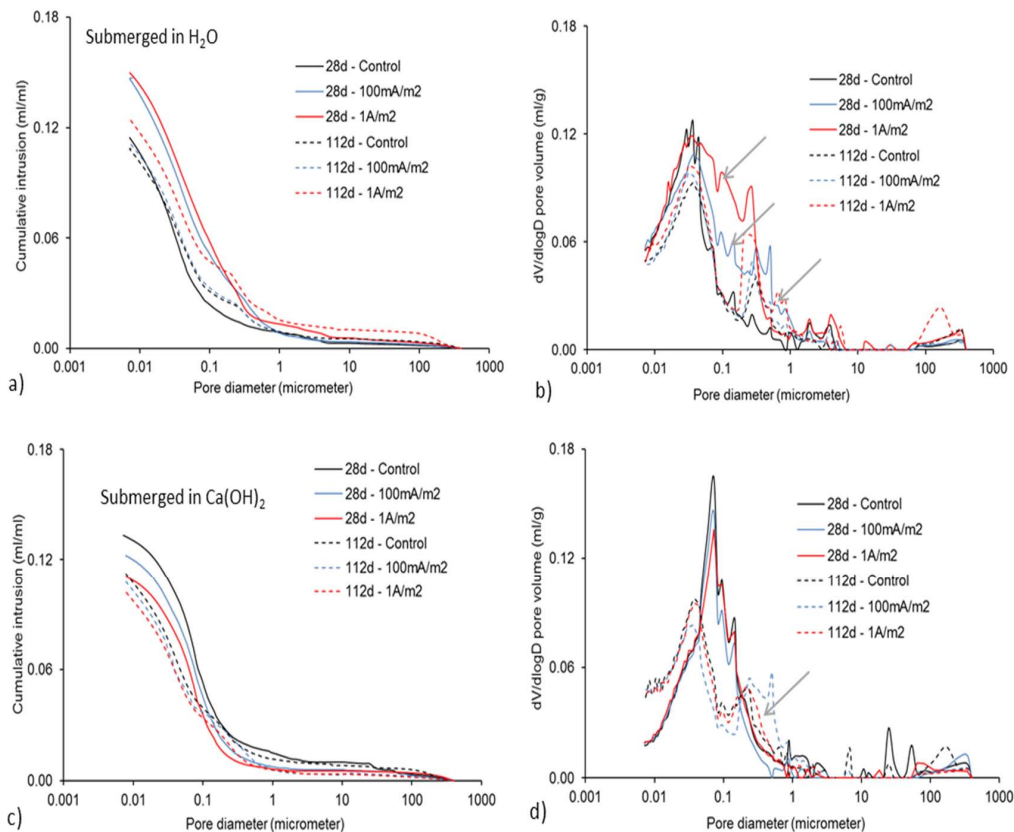 0.18
0.12
0.06
0.00
Cumulative intrusion (ml/ml)
Submerged in H2O
28d - Control
28d - 100mA/m2
28d - 1A/m2
112d - Control
112d - 100mA/m2
112d - 1A/m2
0.001 0.01 0.1 1 10 100 1000
Pore diameter (micrometer)
a)
0.18
0.12
0.06
0.00
dV/dlogD pore volume (ml/g)
28d - Control
28d - 100mA/m2
28d - 1A/m2
112d - Control
112d - 100mA/m2
112d - 1A/m2
0.001 0.01 0.1 1 10 100 1000
Pore diameter (micrometer)
b)
0.18
0.12
0.06
0.00
Cumulative intrusion (ml/ml)
Submerged in Ca(OH)2
28d - Control
28d - 100mA/m2
28d - 1A/m2
112d - Control
112d - 100mA/m2
112d - 1A/m2
0.001 0.01 0.1 1 10 100 1000
Pore diameter (micrometer)
c)
0.18
0.12
0.06
0.00
dV/dlogD pore volume (ml/g)
28d - Control
28d - 100mA/m2
28d - 1A/m2
112d - Control
112d - 100mA/m2
112d - 1A/m2
0.001 0.01 0.1 1 10 100 1000
Pore diameter (micrometer)
d)